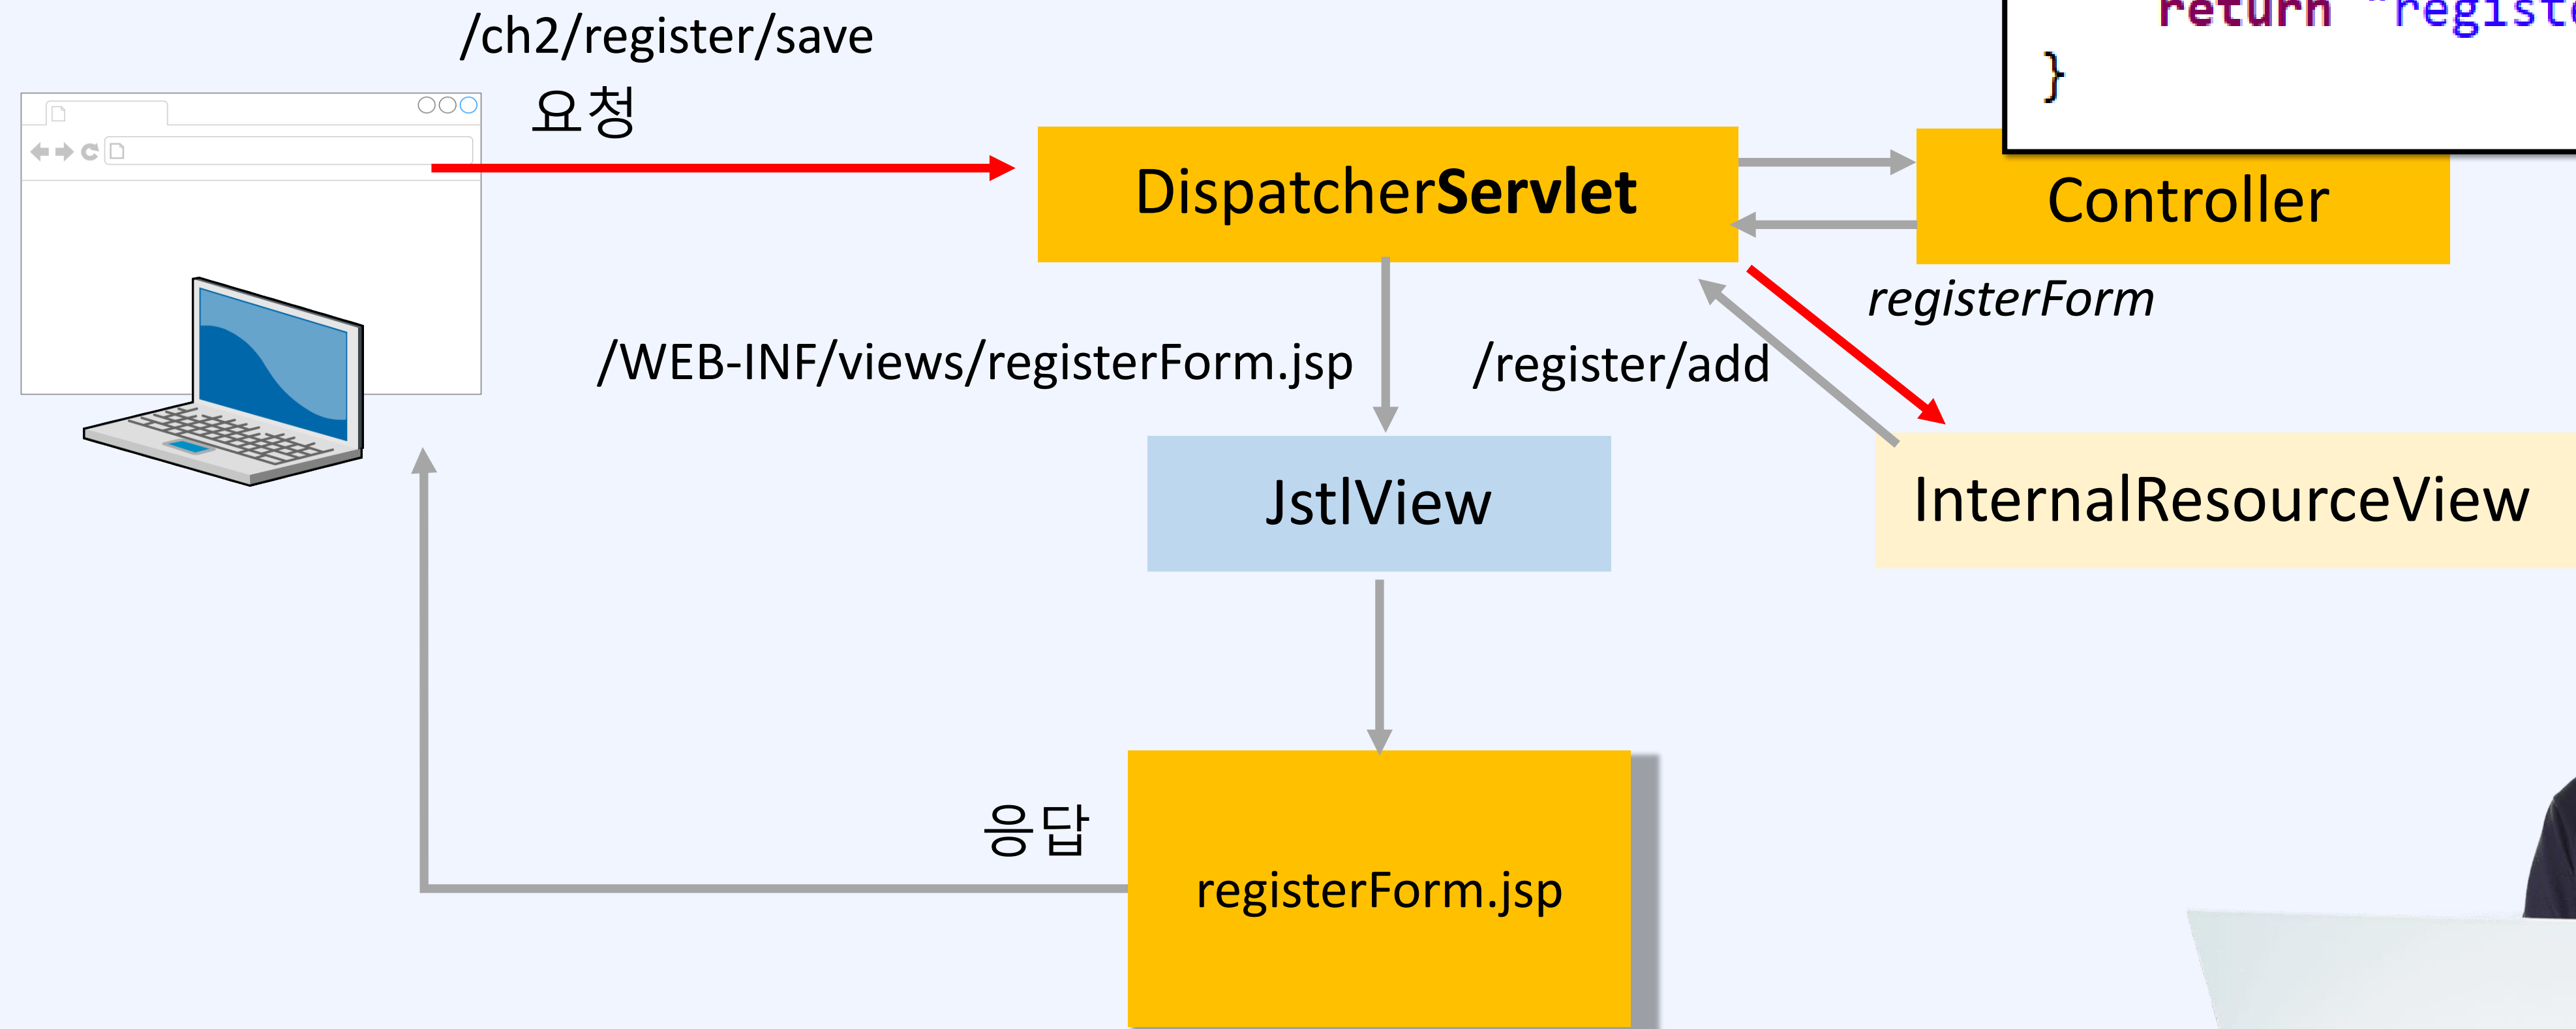 /ch2/register/save
요청
return
}
DispatcherServlet
Controller
registerForm
/WEB-INF/views/registerForm.jsp
/register/add
JstlView
InternalResourceView
응답
registerForm.jsp